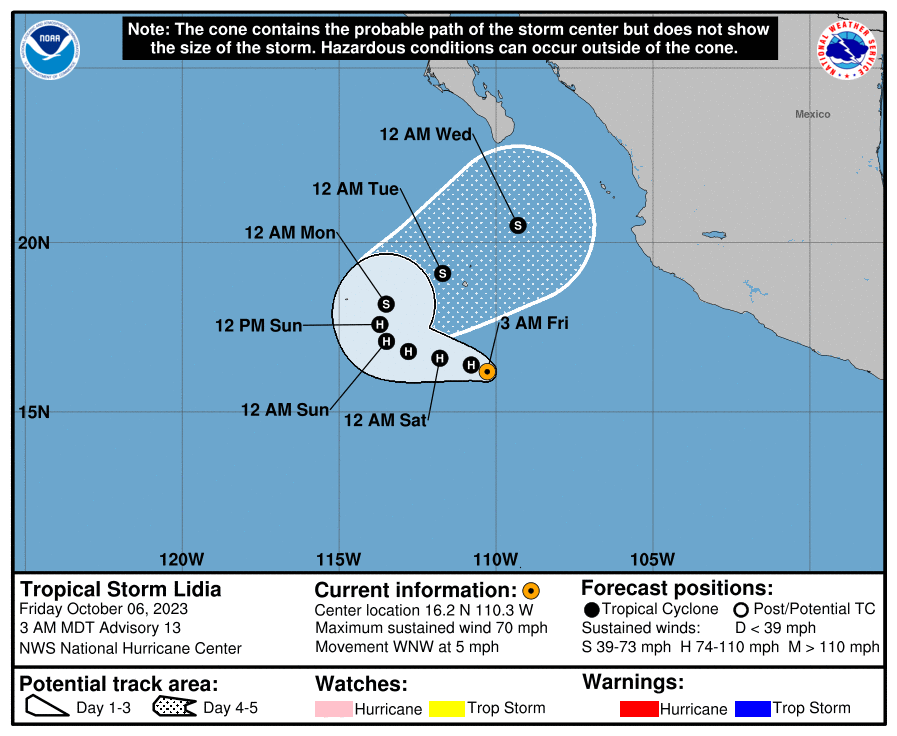 Note: The cone contains the probable path of the storm center but does not show
the size of the storm. Hazardous conditions can occur outside of the cone.
NOAA
NATIONAL WEATHER SERVICE
Mexico
12 AM Wed
12 AM Tue
12 AM Mon
20N
S
S
S
12 PM Sun
H
3 AM Fri
H
H
H
H
12 AM Sun
12 AM Sat
15N
120W
115W
110W
105W
Tropical Storm Lidia
Friday October 06, 2023
3 AM MDT Advisory 13
NWS National Hurricane Center
Current information:
Center location 16.2 N 110.3 W
Maximum sustained wind 70 mph
Movement WNW at 5 mph
Forecast positions:
Tropical Cyclone Post/Potential TC
Sustained winds: D < 39 mph
S 39-73 mph H 74-110 mph M > 110 mph
Potential track area:
Day 1-3 Day 4-5
Watches:
Hurricane Trop Storm
Warnings:
Hurricane Trop Storm